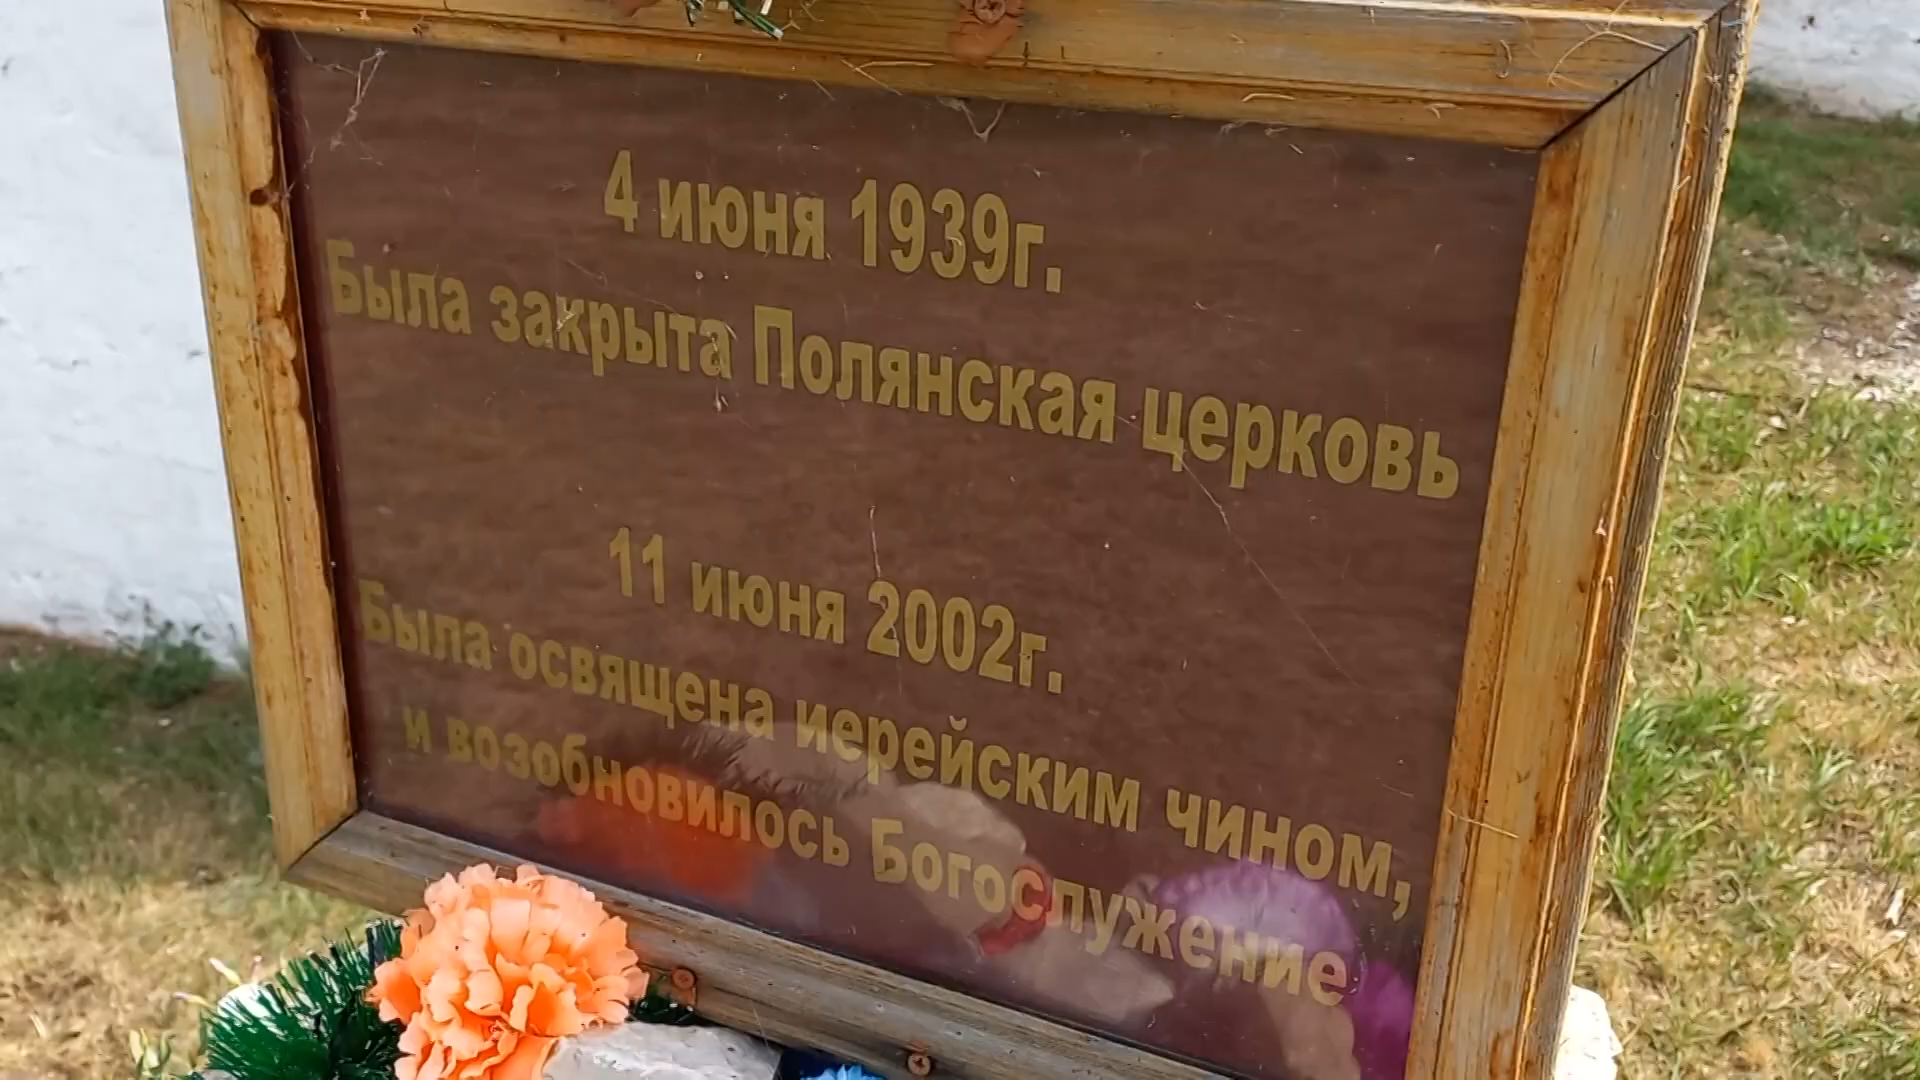 4 июня 1939г.
Была закрыта Полянская церковь
11 июня 2002г.
Была освящена иерейским чином,
и возобновилось Богослужение